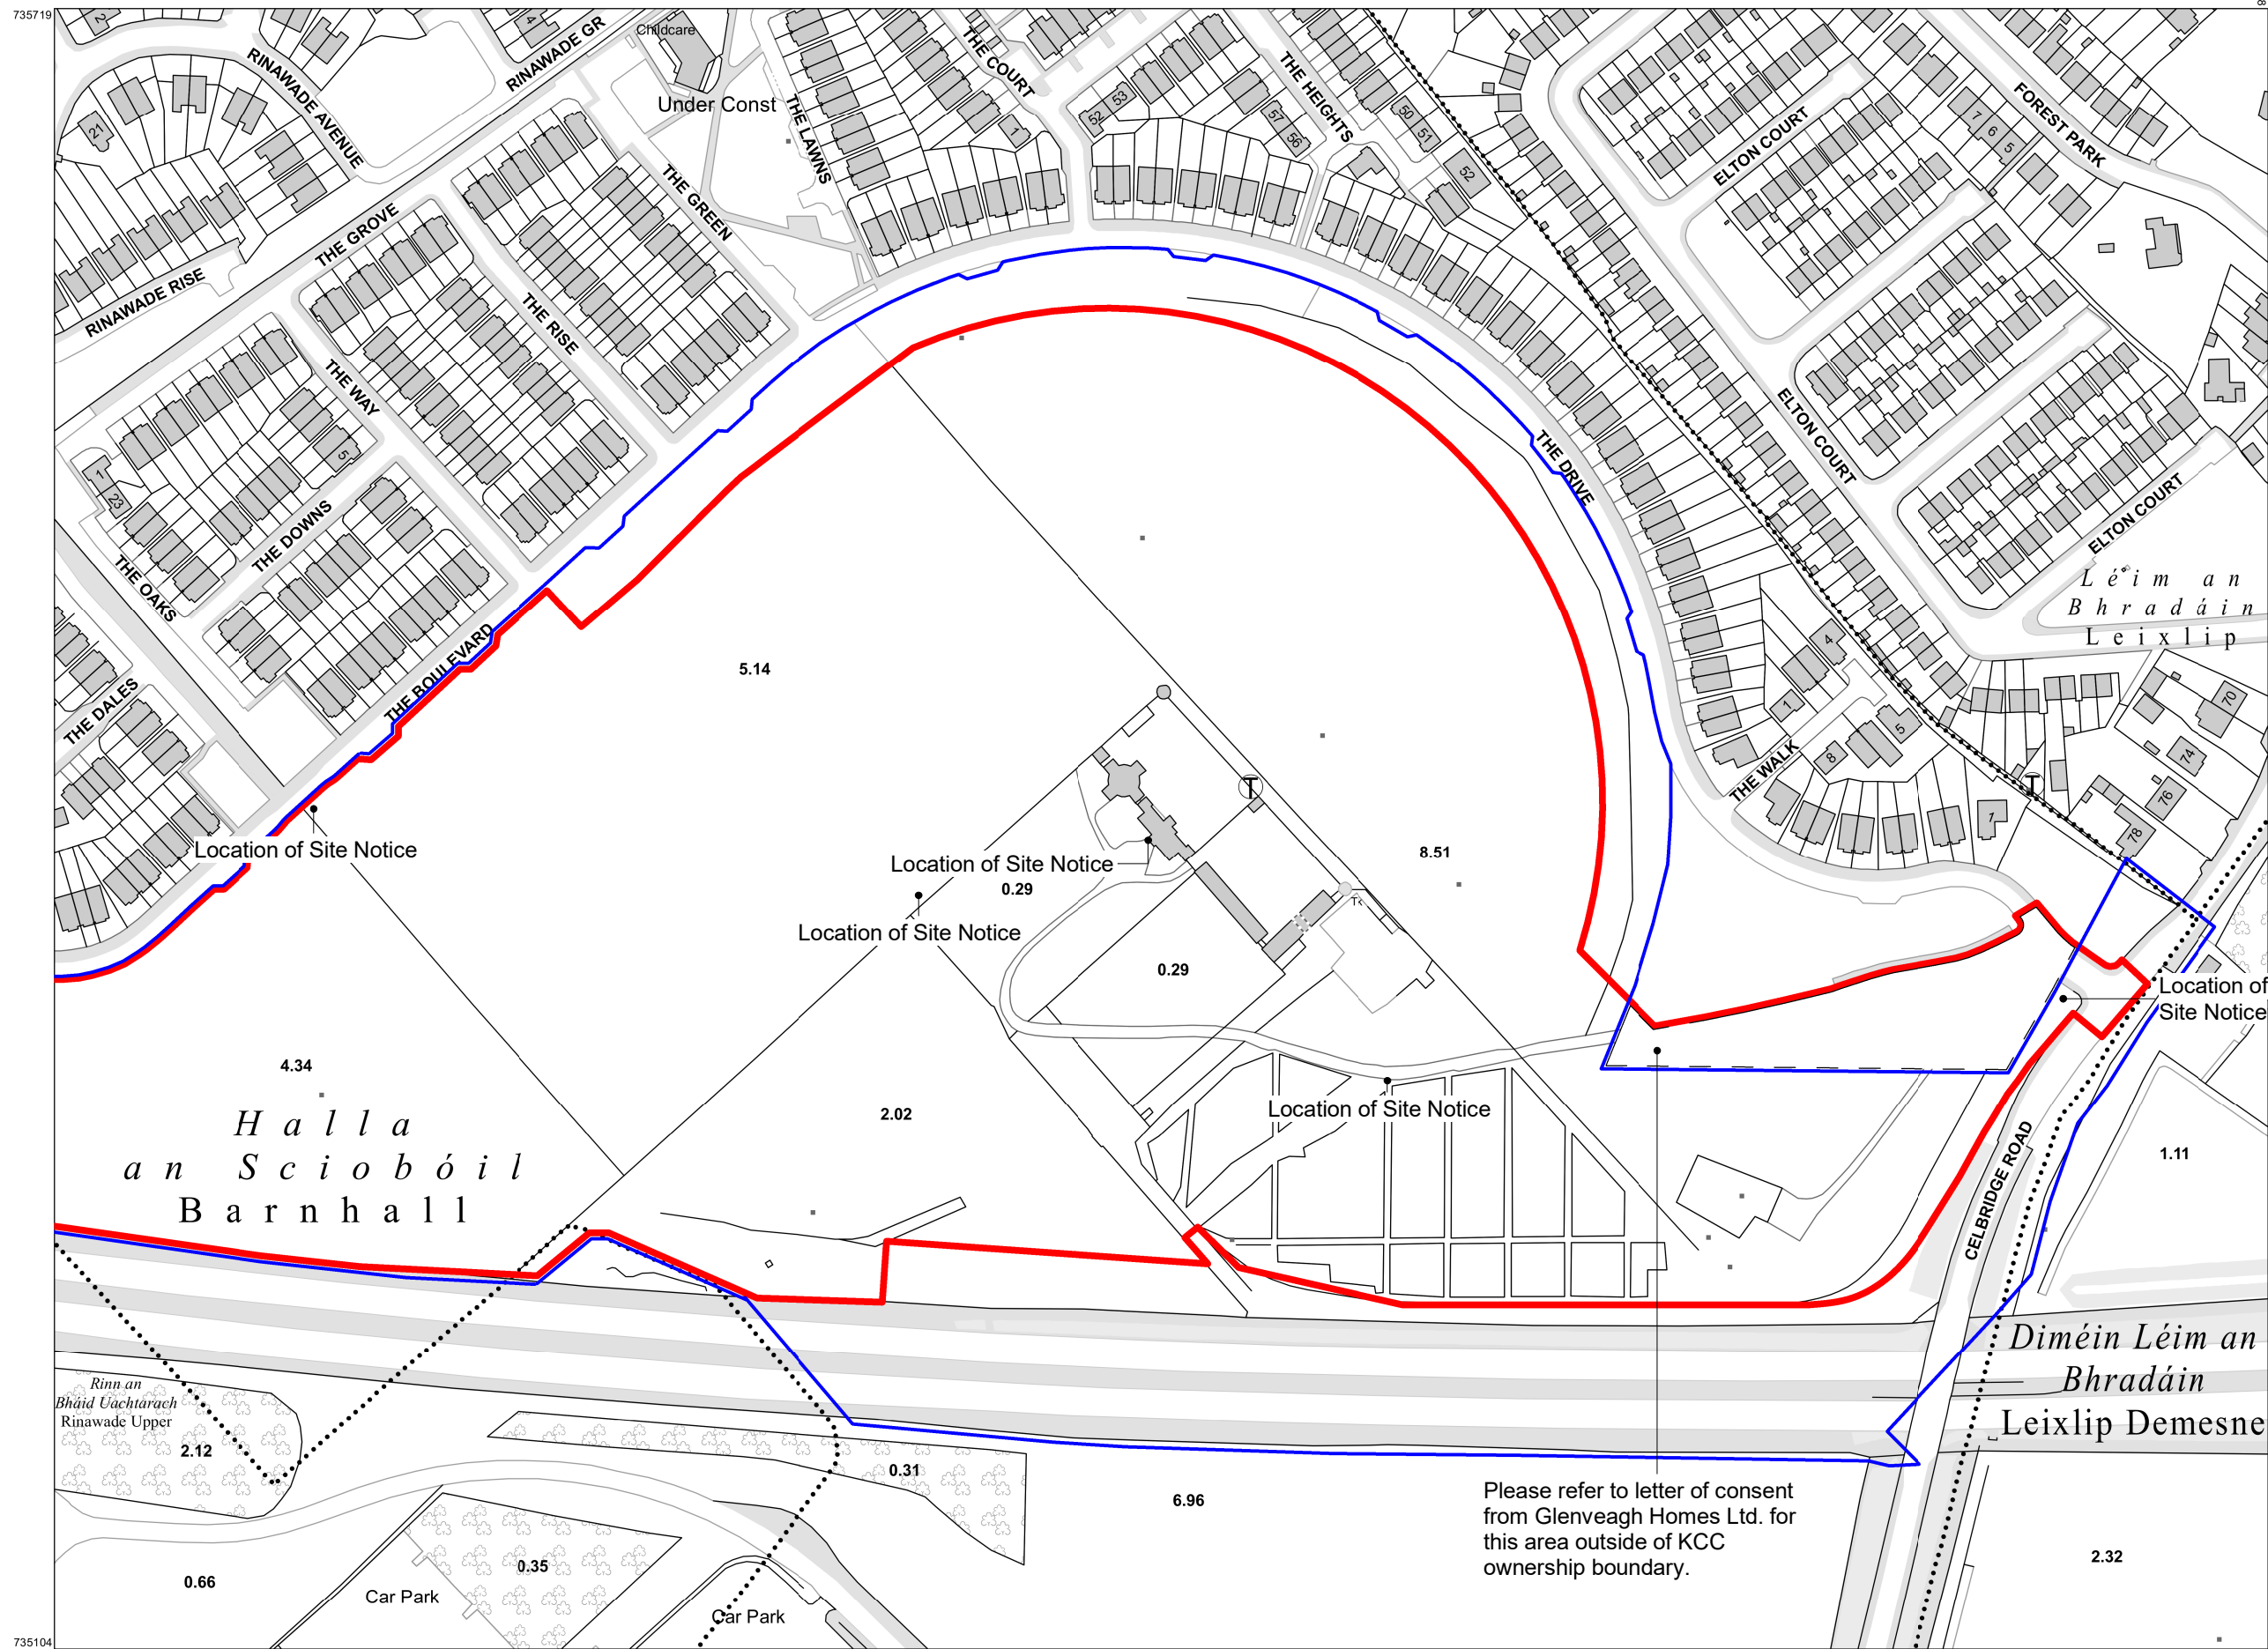 735719
8
2
4
Childcare
RINAWADE GR
RINAWADE AVENUE
THE COURT
THE HEIGHTS
Under Const
THE LAWNS
52
53
57
56
50
51
52
1
21
ELTON COURT
FOREST PARK
7
6
5
THE GREEN
THE GROVE
RINAWADE RISE
THE RISE
THE WAY
ELTON COURT
THE DRIVE
5
1
23
THE DOWNS
THE OAKS
ELTON COURT
Léim an
Bhradáin
Leixlip
THE BOULEVARD
THE DALES
5.14
4
1
5
8
THE WALK
70
74
76
78
1
T
T
Location of Site Notice
Location of Site Notice
0.29
Location of Site Notice
8.51
T
0.29
Location of
Site Notice
4.34
2.02
Location of Site Notice
Halla
an Sciobóil
Barnhall
CELBRIDGE ROAD
1.11
Diméin Léim an
Bhradáin
Leixlip Demesne
Rinn an
Bháid Uachtarach
Rinawade Upper
2.12
0.31
6.96
Please refer to letter of consent
from Glenveagh Homes Ltd. for
this area outside of KCC
ownership boundary.
0.66
0.35
Car Park
Car Park
2.32
735104